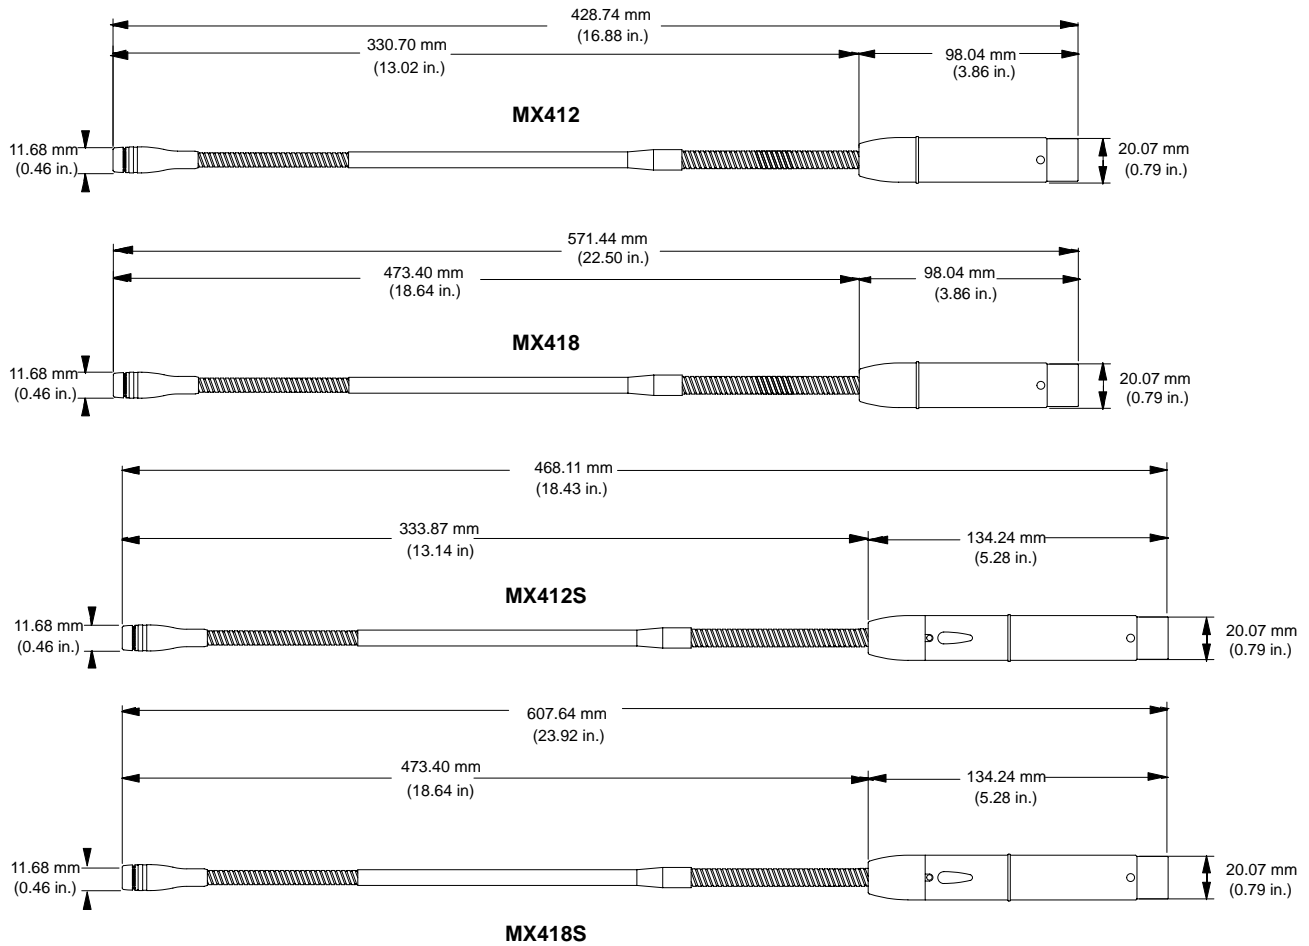 428.74 mm
(16.88 in.)
330.70 mm
(13.02 in.)
98.04 mm
(3.86 in.)
MX412
11.68 mm
(0.46 in.)
20.07 mm
(0.79 in.)
571.44 mm
(22.50 in.)
473.40 mm
(18.64 in.)
98.04 mm
(3.86 in.)
MX418
11.68 mm
(0.46 in.)
20.07 mm
(0.79 in.)
468.11 mm
(18.43 in.)
333.87 mm
(13.14 in)
134.24 mm
(5.28 in.)
MX412S
11.68 mm
(0.46 in.)
20.07 mm
(0.79 in.)
607.64 mm
(23.92 in.)
473.40 mm
(18.64 in)
134.24 mm
(5.28 in.)
11.68 mm
(0.46 in.)
20.07 mm
(0.79 in.)
MX418S